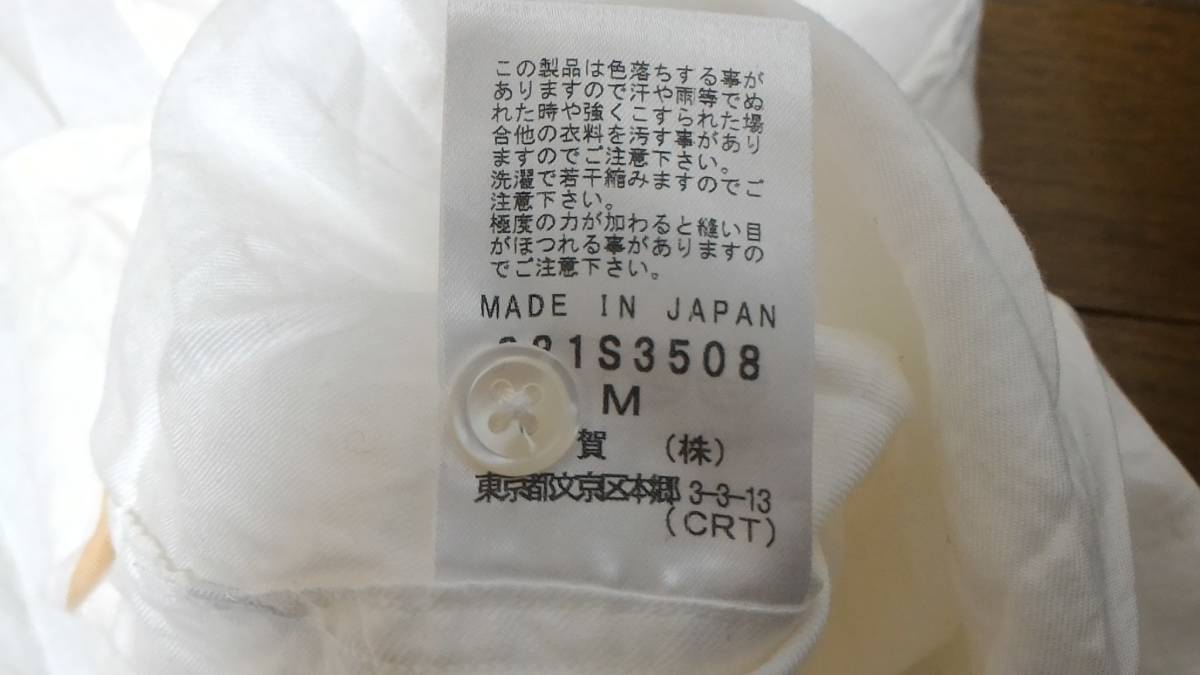 この製品は色落ちする事が
ありますので汗や雨等でぬ
れた時や強くこすられた場
合他の衣料を汚す事があり
ますのでご注意下さい。
洗濯で若干縮みますのでご
注意下さい。
極度の力が加わると縫い目
がほつれる事がありますの
でご注意下さい。
MADE IN JAPAN
21S3508
M
賀 (株)
東京都文京区本郷 3-3-13
(CRT)